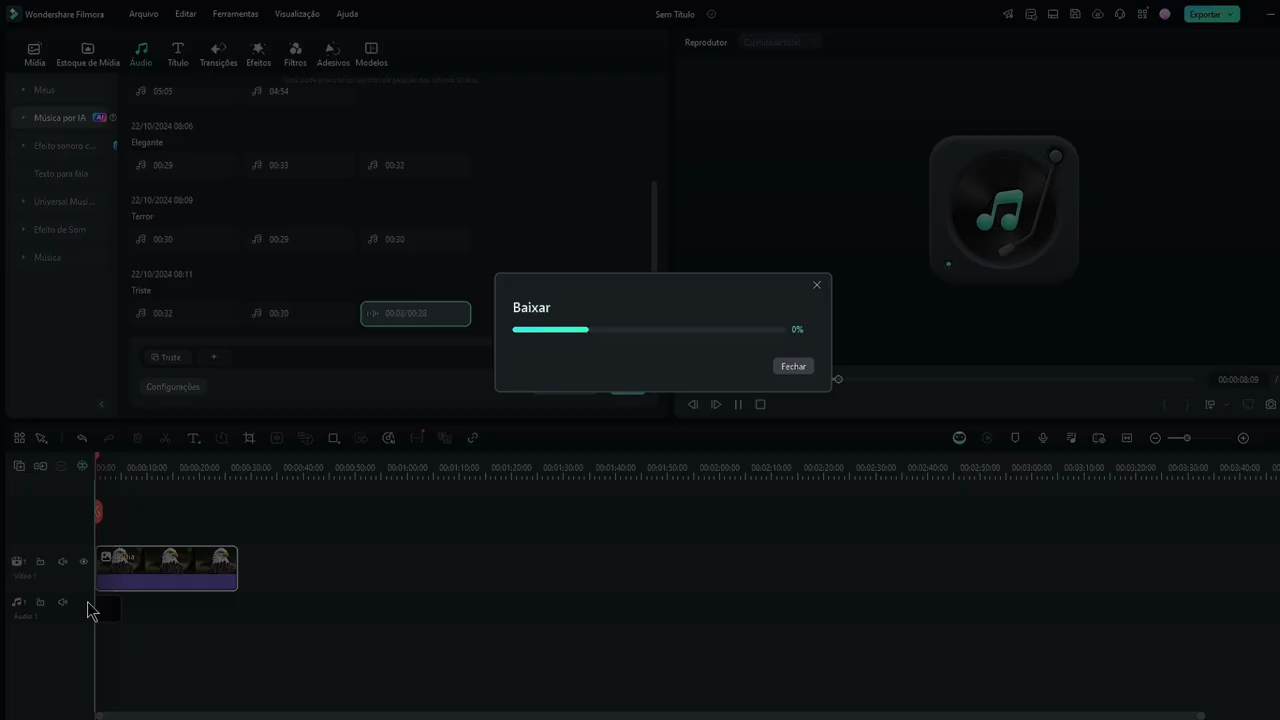 Wondershare Filmora
Arquivo
Editar
Ferramentas
Visualização
Ajuda
Sem Título
Exportar
Mídia
Estoque de Mídia
Áudio
Título
Transições
Efeitos
Filtros
Adesivos
Modelos
Reprodutor
Meus
Música por IA
AI
Efeito sonoro c...
Texto para fala
Universal Musi...
Efeito de Som
Música
05:05
04:54
22/10/2024 08:06
Elegante
00:29
00:33
00:32
22/10/2024 08:09
Terror
00:30
00:29
00:30
22/10/2024 08:11
Triste
00:32
00:30
00:03/00:28
Triste
+
Configurações
Baixar
0%
Fechar
00:00:08:09
/
00:00
00:00:10:00
00:00:20:00
00:00:30:00
00:00:40:00
00:00:50:00
00:01:00:00
00:01:10:00
00:01:20:00
00:01:30:00
00:01:40:00
00:01:50:00
00:02:00:00
00:02:10:00
00:02:20:00
00:02:30:00
00:02:40:00
00:02:50:00
00:03:00:00
00:03:10:00
00:03:20:00
00:03:30:00
00:03:40:00
1
Vídeo 1
1
Áudio 1